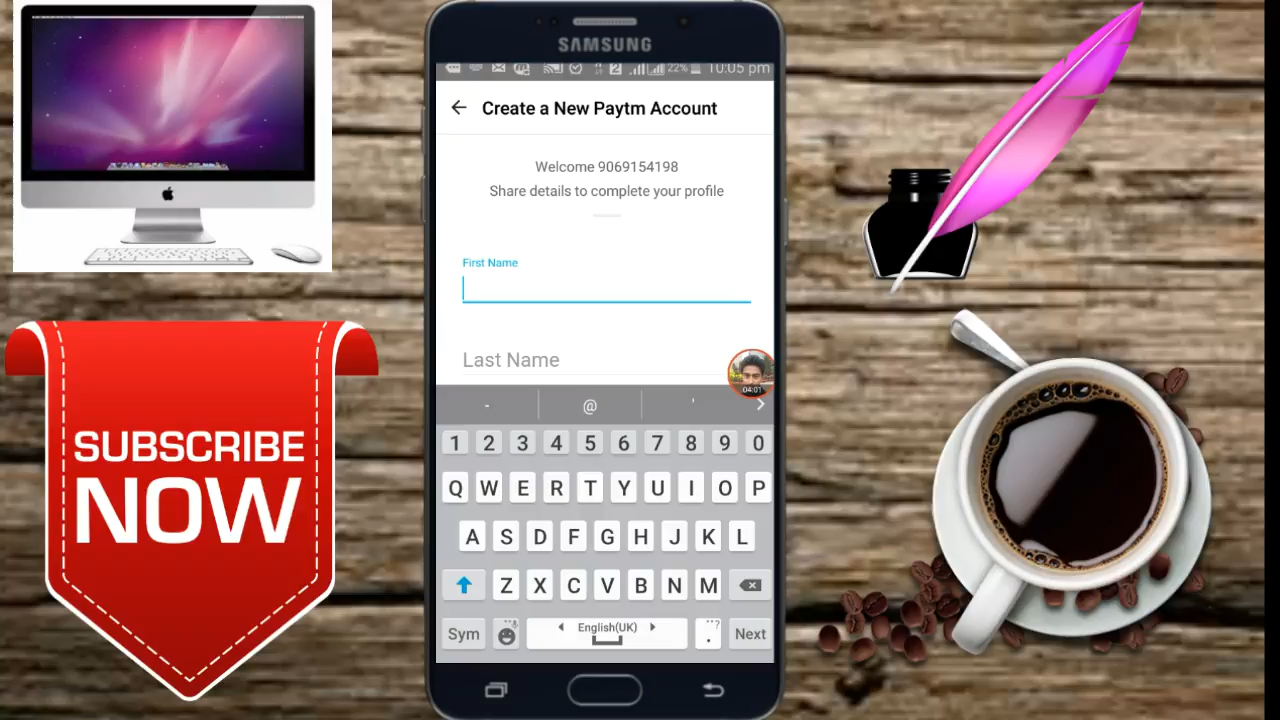 SAMSUNG
2 22% 10:05 pm
Create a New Paytm Account
Welcome 9069154198
Share details to complete your profile
First Name
Last Name
04:01
- @ '
1 2 3 4 5 6 7 8 9 0
Q W E R T Y U I O P
A S D F G H J K L
Z X C V B N M
Sym English(UK) . Next
SUBSCRIBE
NOW